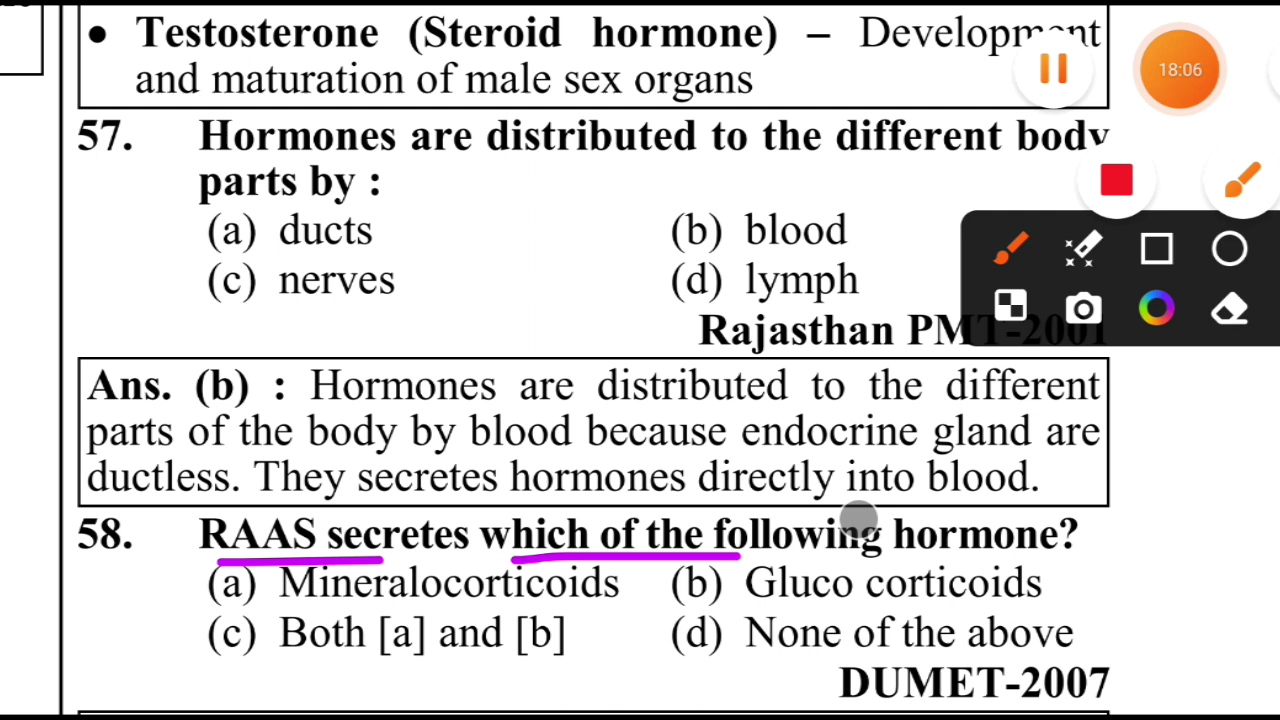 • Testosterone (Steroid hormone) – Development
and maturation of male sex organs
18:06
57. Hormones are distributed to the different body
parts by :
(a) ducts (b) blood
(c) nerves (d) lymph
Rajasthan PMT-2001
Ans. (b) : Hormones are distributed to the different
parts of the body by blood because endocrine gland are
ductless. They secretes hormones directly into blood.
58. RAAS secretes which of the following hormone?
(a) Mineralocorticoids (b) Gluco corticoids
(c) Both [a] and [b] (d) None of the above
DUMET-2007